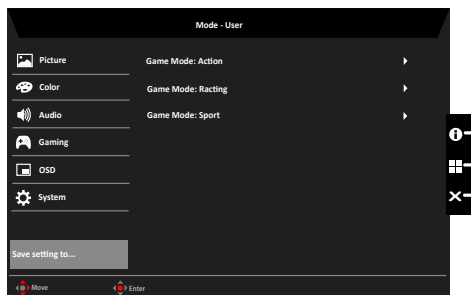 Mode - User
Picture
Game Mode: Action
Color
Game Mode: Racting
Audio
Game Mode: Sport
Gaming
OSD
System
Save setting to...
Move
Enter